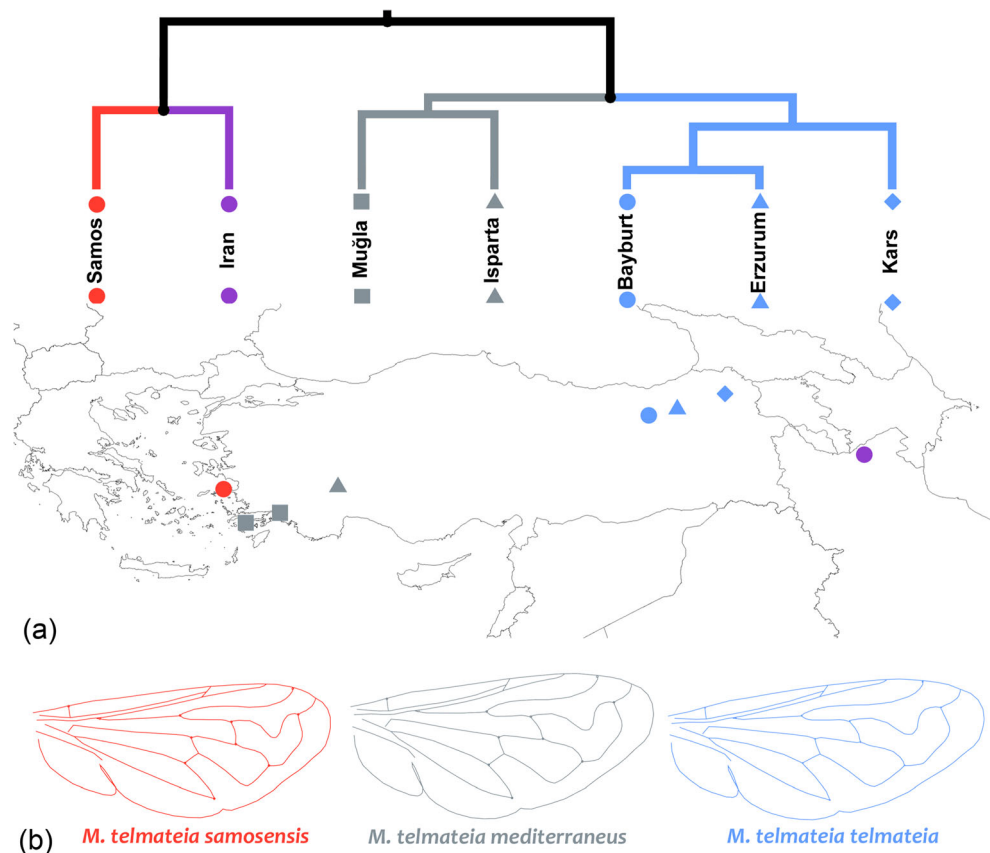 Samos
Iran
Muğla
Isparta
Bayburt
Erzurum
Kars
(a)
(b)
M. telmateia samosensis
M. telmateia mediterraneus
M. telmateia telmateia